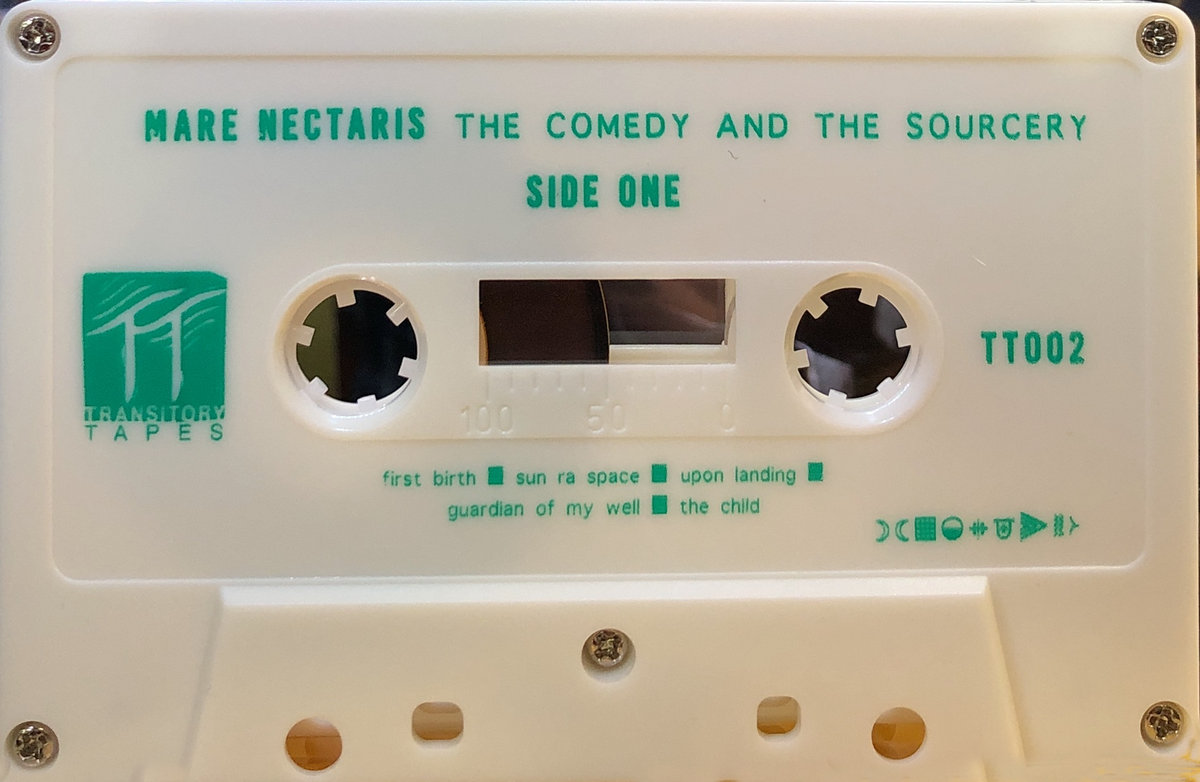 MARE NECTARIS THE COMEDY AND THE SOURCERY
SIDE ONE
TRANSITORY
TAPES
TT002
100 50 0
first birth ■ sun ra space ■ upon landing ■
guardian of my well ■ the child